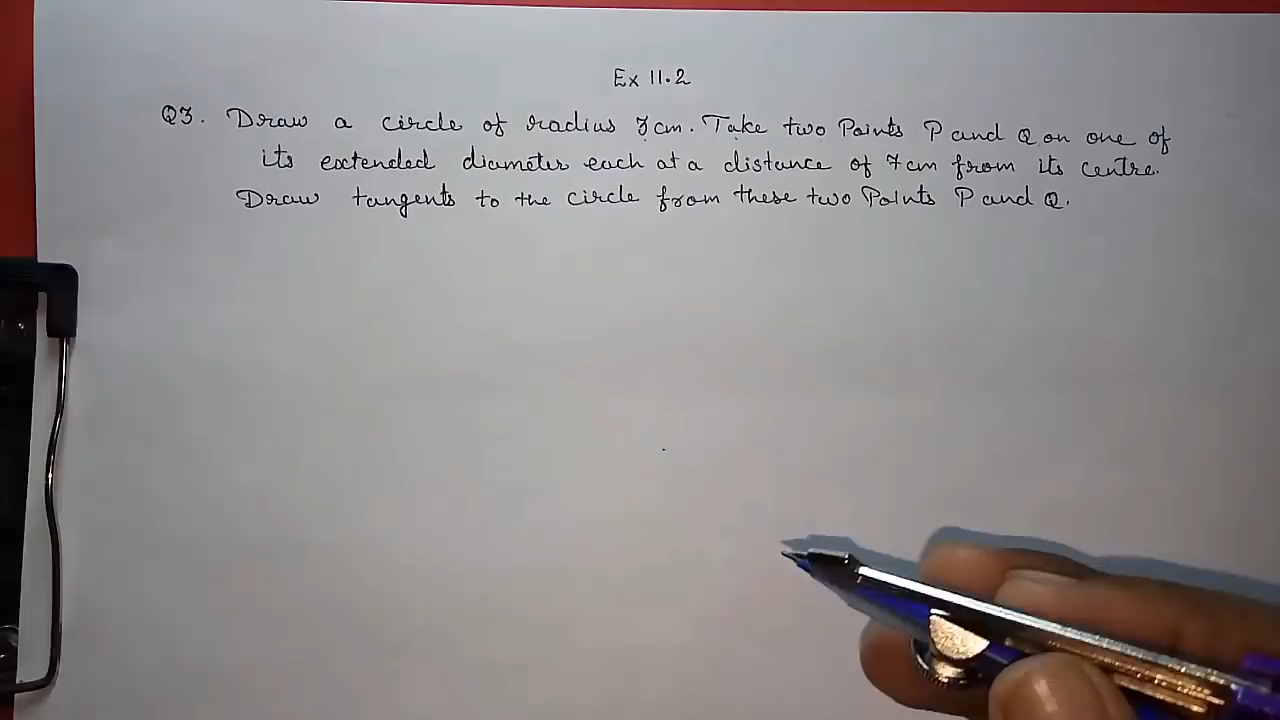 Ex 11.2
Q3. Draw a circle of radius 3cm. Take two Points P and Q on one of
its extended diameter each at a distance of 7cm from its centre.
Draw tangents to the circle from these two Points P and Q.